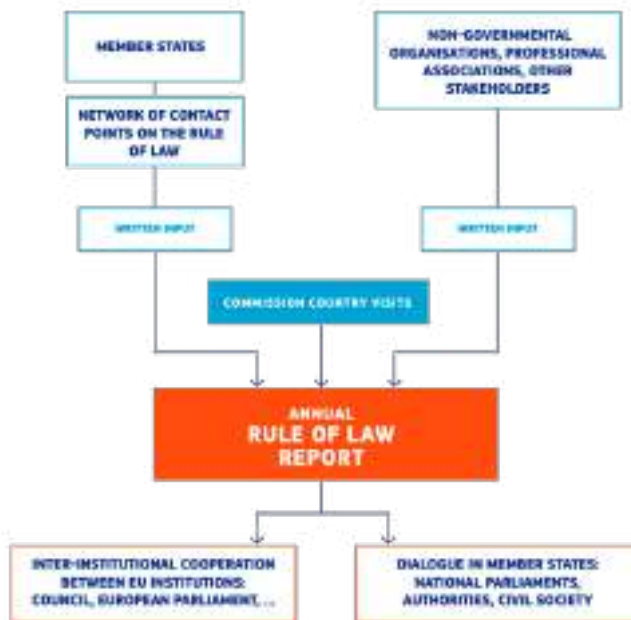 MEMBER STATES
NON-GOVERNMENTAL
ORGANISATIONS, PROFESSIONAL
ASSOCIATIONS, OTHER
STAKEHOLDERS
NETWORK OF CONTACT
POINTS ON THE RULE
OF LAW
WRITTEN INPUT
WRITTEN INPUT
COMMISSION COUNTRY VISITS
ANNUAL
RULE OF LAW
REPORT
INTER-INSTITUTIONAL COOPERATION
BETWEEN EU INSTITUTIONS:
COUNCIL, EUROPEAN PARLIAMENT, ...
DIALOGUE IN MEMBER STATES:
NATIONAL PARLIAMENTS,
AUTHORITIES, CIVIL SOCIETY